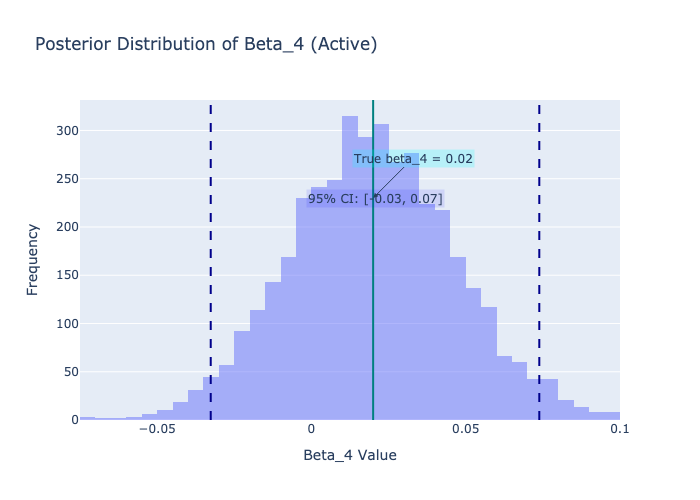 Posterior Distribution of Beta_4 (Active)
300
250
200
150
100
50
0
Frequency
True beta_4 = 0.02
95% CI: [-0.03, 0.07]
−0.05
0
0.05
0.1
Beta_4 Value